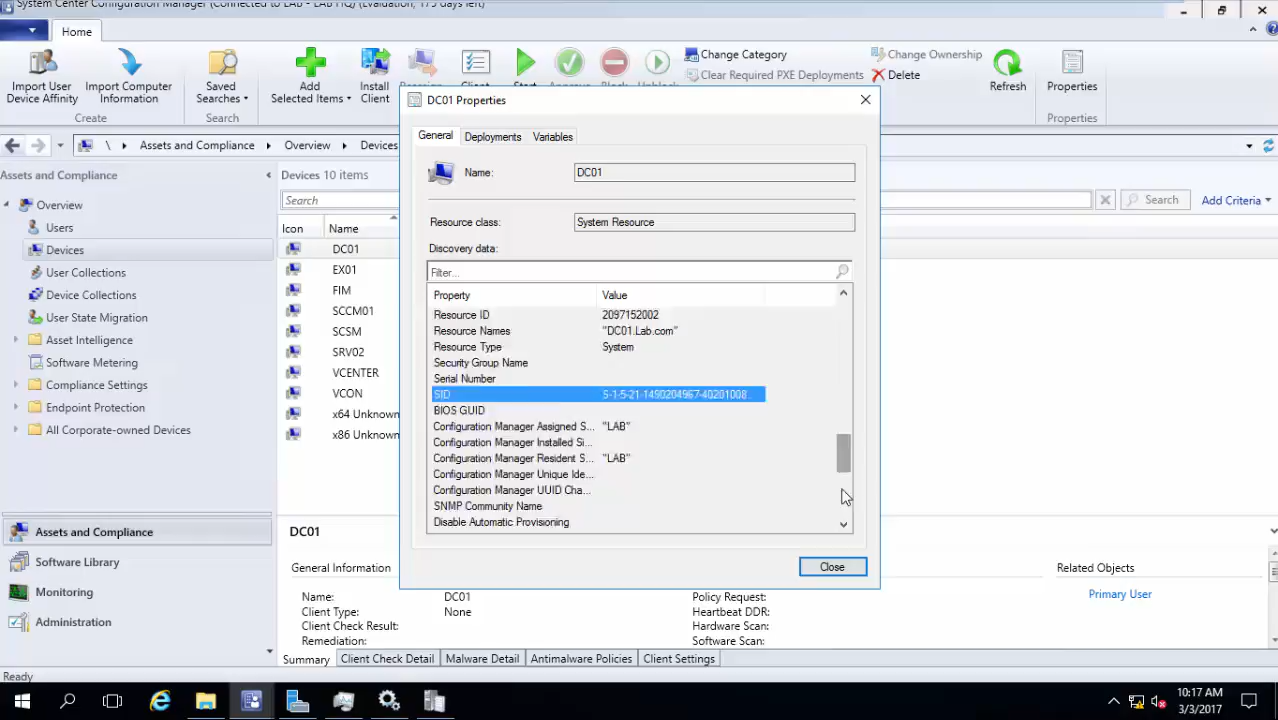 System Center Configuration Manager (Connected to LAB - LAB HQ) (Evaluation, 175 days left)
Home
Import User
Device Affinity
Import Computer
Information
Saved
Searches
Add
Selected Items
Install
Client
Client
Start
Change Category
Clear Required PXE Deployments
Change Ownership
Delete
Refresh
Properties
Create
Search
Properties
\ Assets and Compliance Overview Devices
Assets and Compliance
Overview
Users
Devices
User Collections
Device Collections
User State Migration
Asset Intelligence
Software Metering
Compliance Settings
Endpoint Protection
All Corporate-owned Devices
Assets and Compliance
Software Library
Monitoring
Administration
Ready
Devices 10 items
Search
Search
Add Criteria
Icon Name
DC01
EX01
FIM
SCCM01
SCSM
SRV02
VCENTER
VCON
x64 Unknown
x86 Unknown
DC01 Properties
General Deployments Variables
Name: DC01
Resource class: System Resource
Discovery data:
Filter...
Property Value
Resource ID 2097152002
Resource Names "DC01.Lab.com"
Resource Type System
Security Group Name
Serial Number
SID S-1-5-21-1490204967-40201008...
BIOS GUID
Configuration Manager Assigned S... "LAB"
Configuration Manager Installed Si...
Configuration Manager Resident S... "LAB"
Configuration Manager Unique Ide...
Configuration Manager UUID Cha...
SNMP Community Name
Disable Automatic Provisioning
Close
DC01
General Information
Name: DC01
Client Type: None
Client Check Result:
Remediation:
Policy Request:
Heartbeat DDR:
Hardware Scan:
Software Scan:
Related Objects
Primary User
Summary Client Check Detail Malware Detail Antimalware Policies Client Settings
10:17 AM
3/3/2017